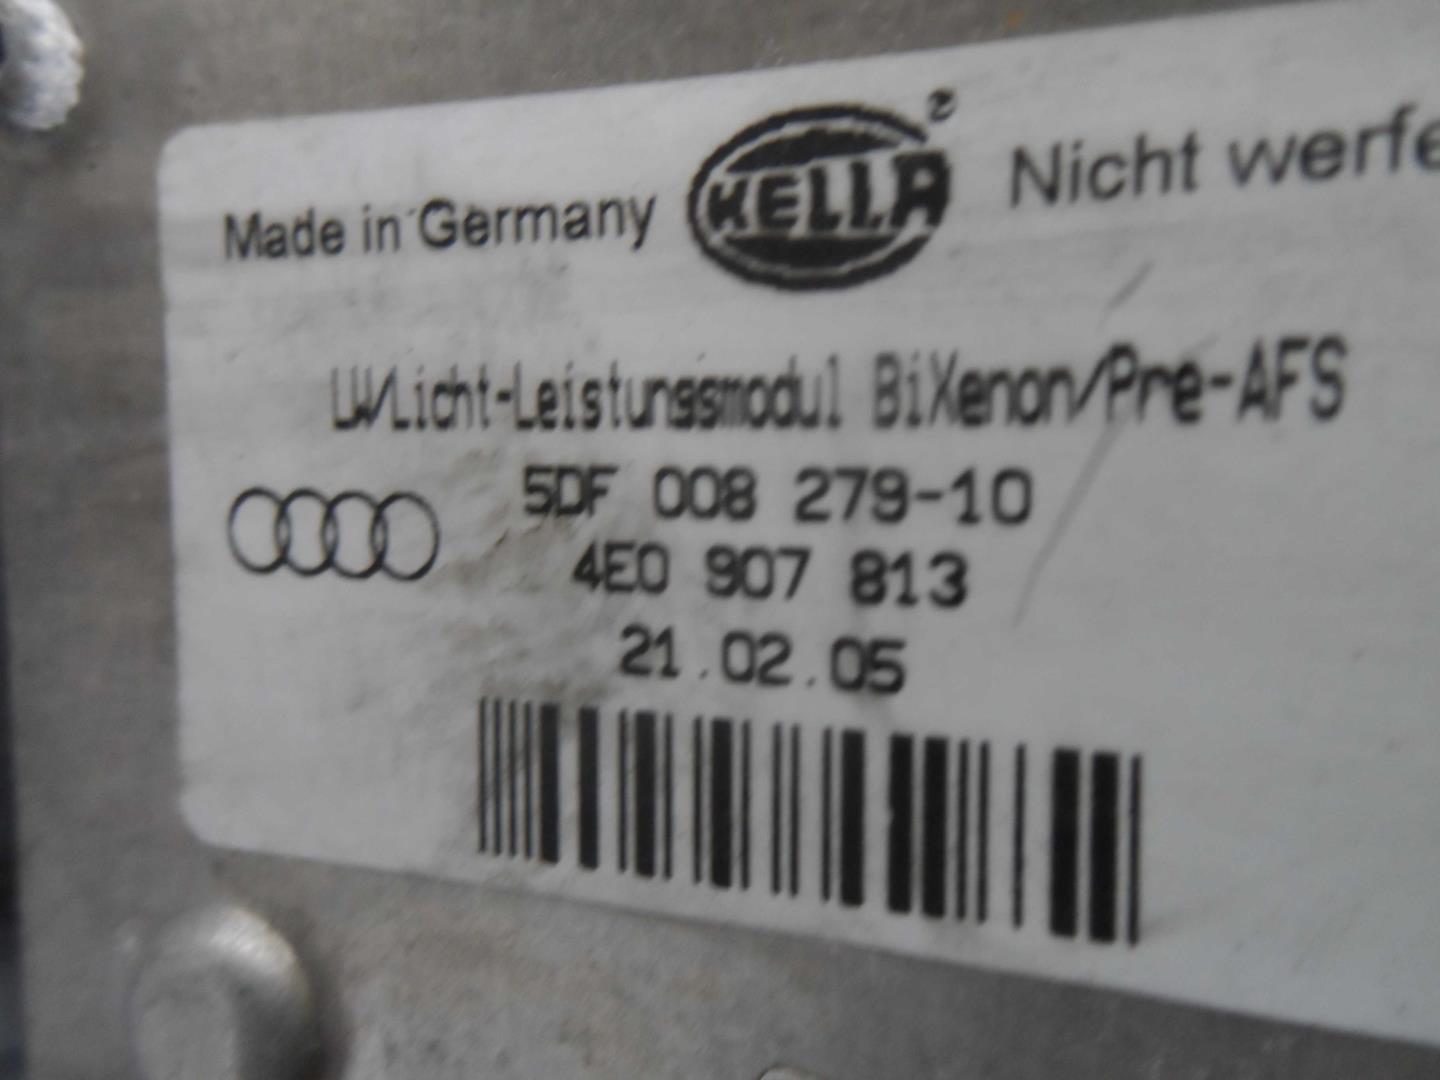 Made in Germany HELLA Nicht werfe
LW/Licht-Leistungsmodul BiXenon/Pre-AFS
5DF 008 279-10
4E0 907 813
21.02.05